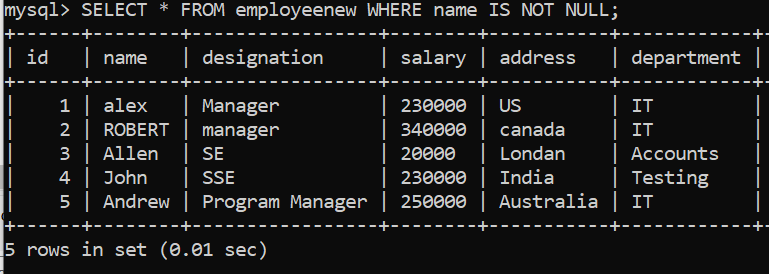 mysql> SELECT * FROM employeenew WHERE name IS NOT NULL;
+------+--------+-----------------+--------+-----------+------------+
| id   | name   | designation     | salary | address   | department |
+------+--------+-----------------+--------+-----------+------------+
|    1 | alex   | Manager         | 230000 | US        | IT         |
|    2 | ROBERT | manager         | 340000 | canada    | IT         |
|    3 | Allen  | SE              | 20000  | Londan    | Accounts   |
|    4 | John   | SSE             | 230000 | India     | Testing    |
|    5 | Andrew | Program Manager | 250000 | Australia | IT         |
+------+--------+-----------------+--------+-----------+------------+
5 rows in set (0.01 sec)